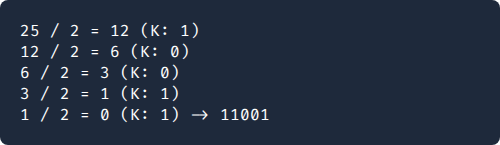 25 / 2 = 12 (K: 1)
12 / 2 = 6 (K: 0)
6 / 2 = 3 (K: 0)
3 / 2 = 1 (K: 1)
1 / 2 = 0 (K: 1) → 11001